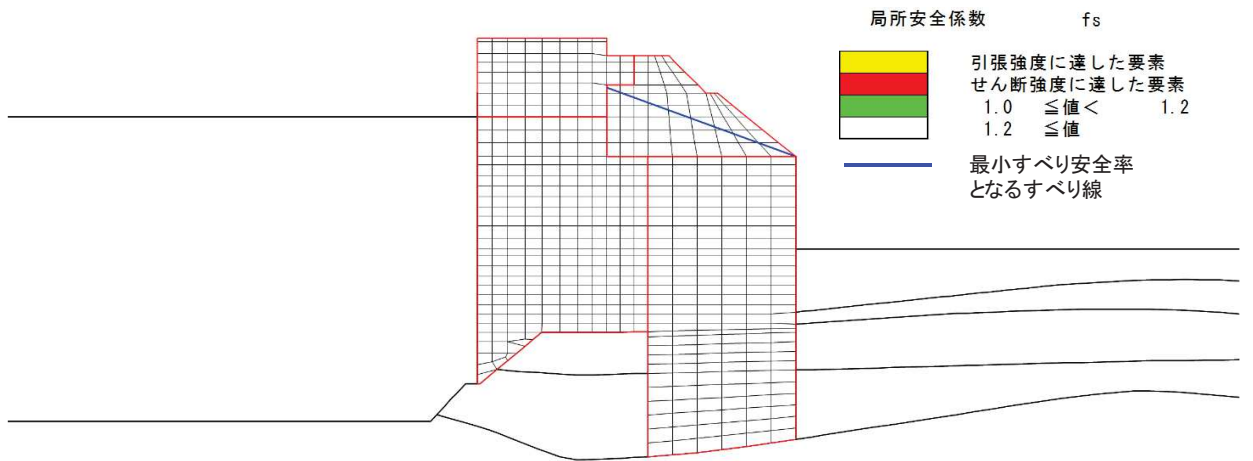 局所安全係数 fs
引張強度に達した要素
せん断強度に達した要素
1.0 ≦値< 1.2
1.2 ≦値
最小すべり安全率
となるすべり線